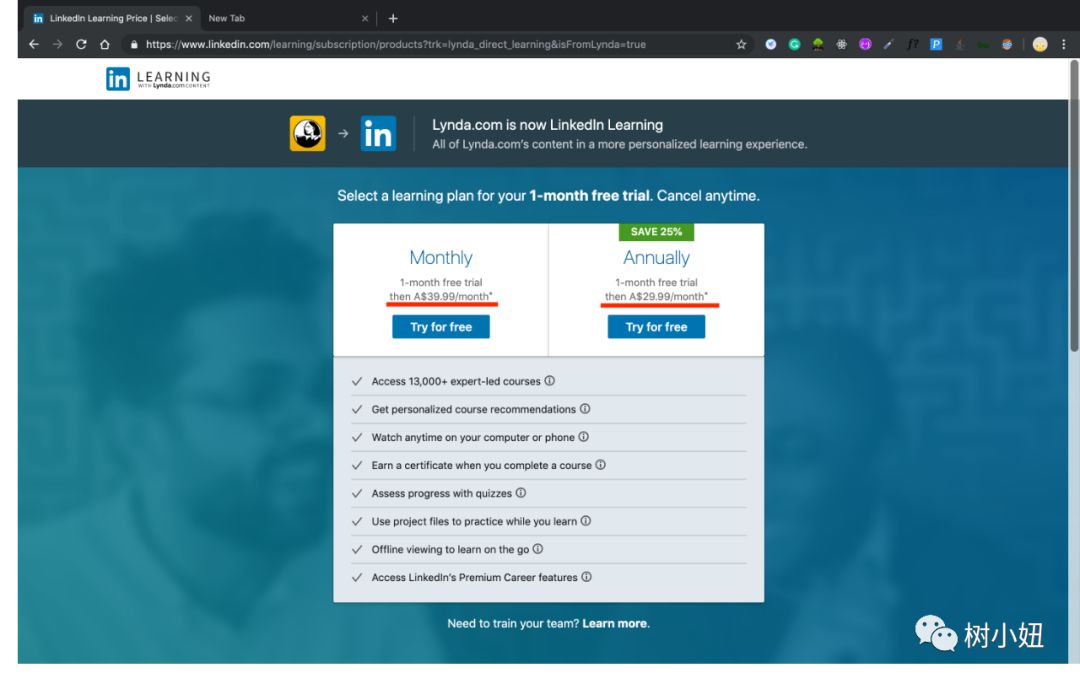 LinkedIn Learning Price | Selec
New Tab
https://www.linkedin.com/learning/subscription/products?trk=lynda_direct_learning&isFromLynda=true
in LEARNING
WITH Lynda.com CONTENT
in
Lynda.com is now LinkedIn Learning
All of Lynda.com's content in a more personalized learning experience.
Select a learning plan for your 1-month free trial. Cancel anytime.
SAVE 25%
Monthly
1-month free trial
then A$39.99/month*
Try for free
Annually
1-month free trial
then A$29.99/month*
Try for free
Access 13,000+ expert-led courses
Get personalized course recommendations
Watch anytime on your computer or phone
Earn a certificate when you complete a course
Assess progress with quizzes
Use project files to practice while you learn
Offline viewing to learn on the go
Access LinkedIn's Premium Career features
Need to train your team? Learn more.
树小妞